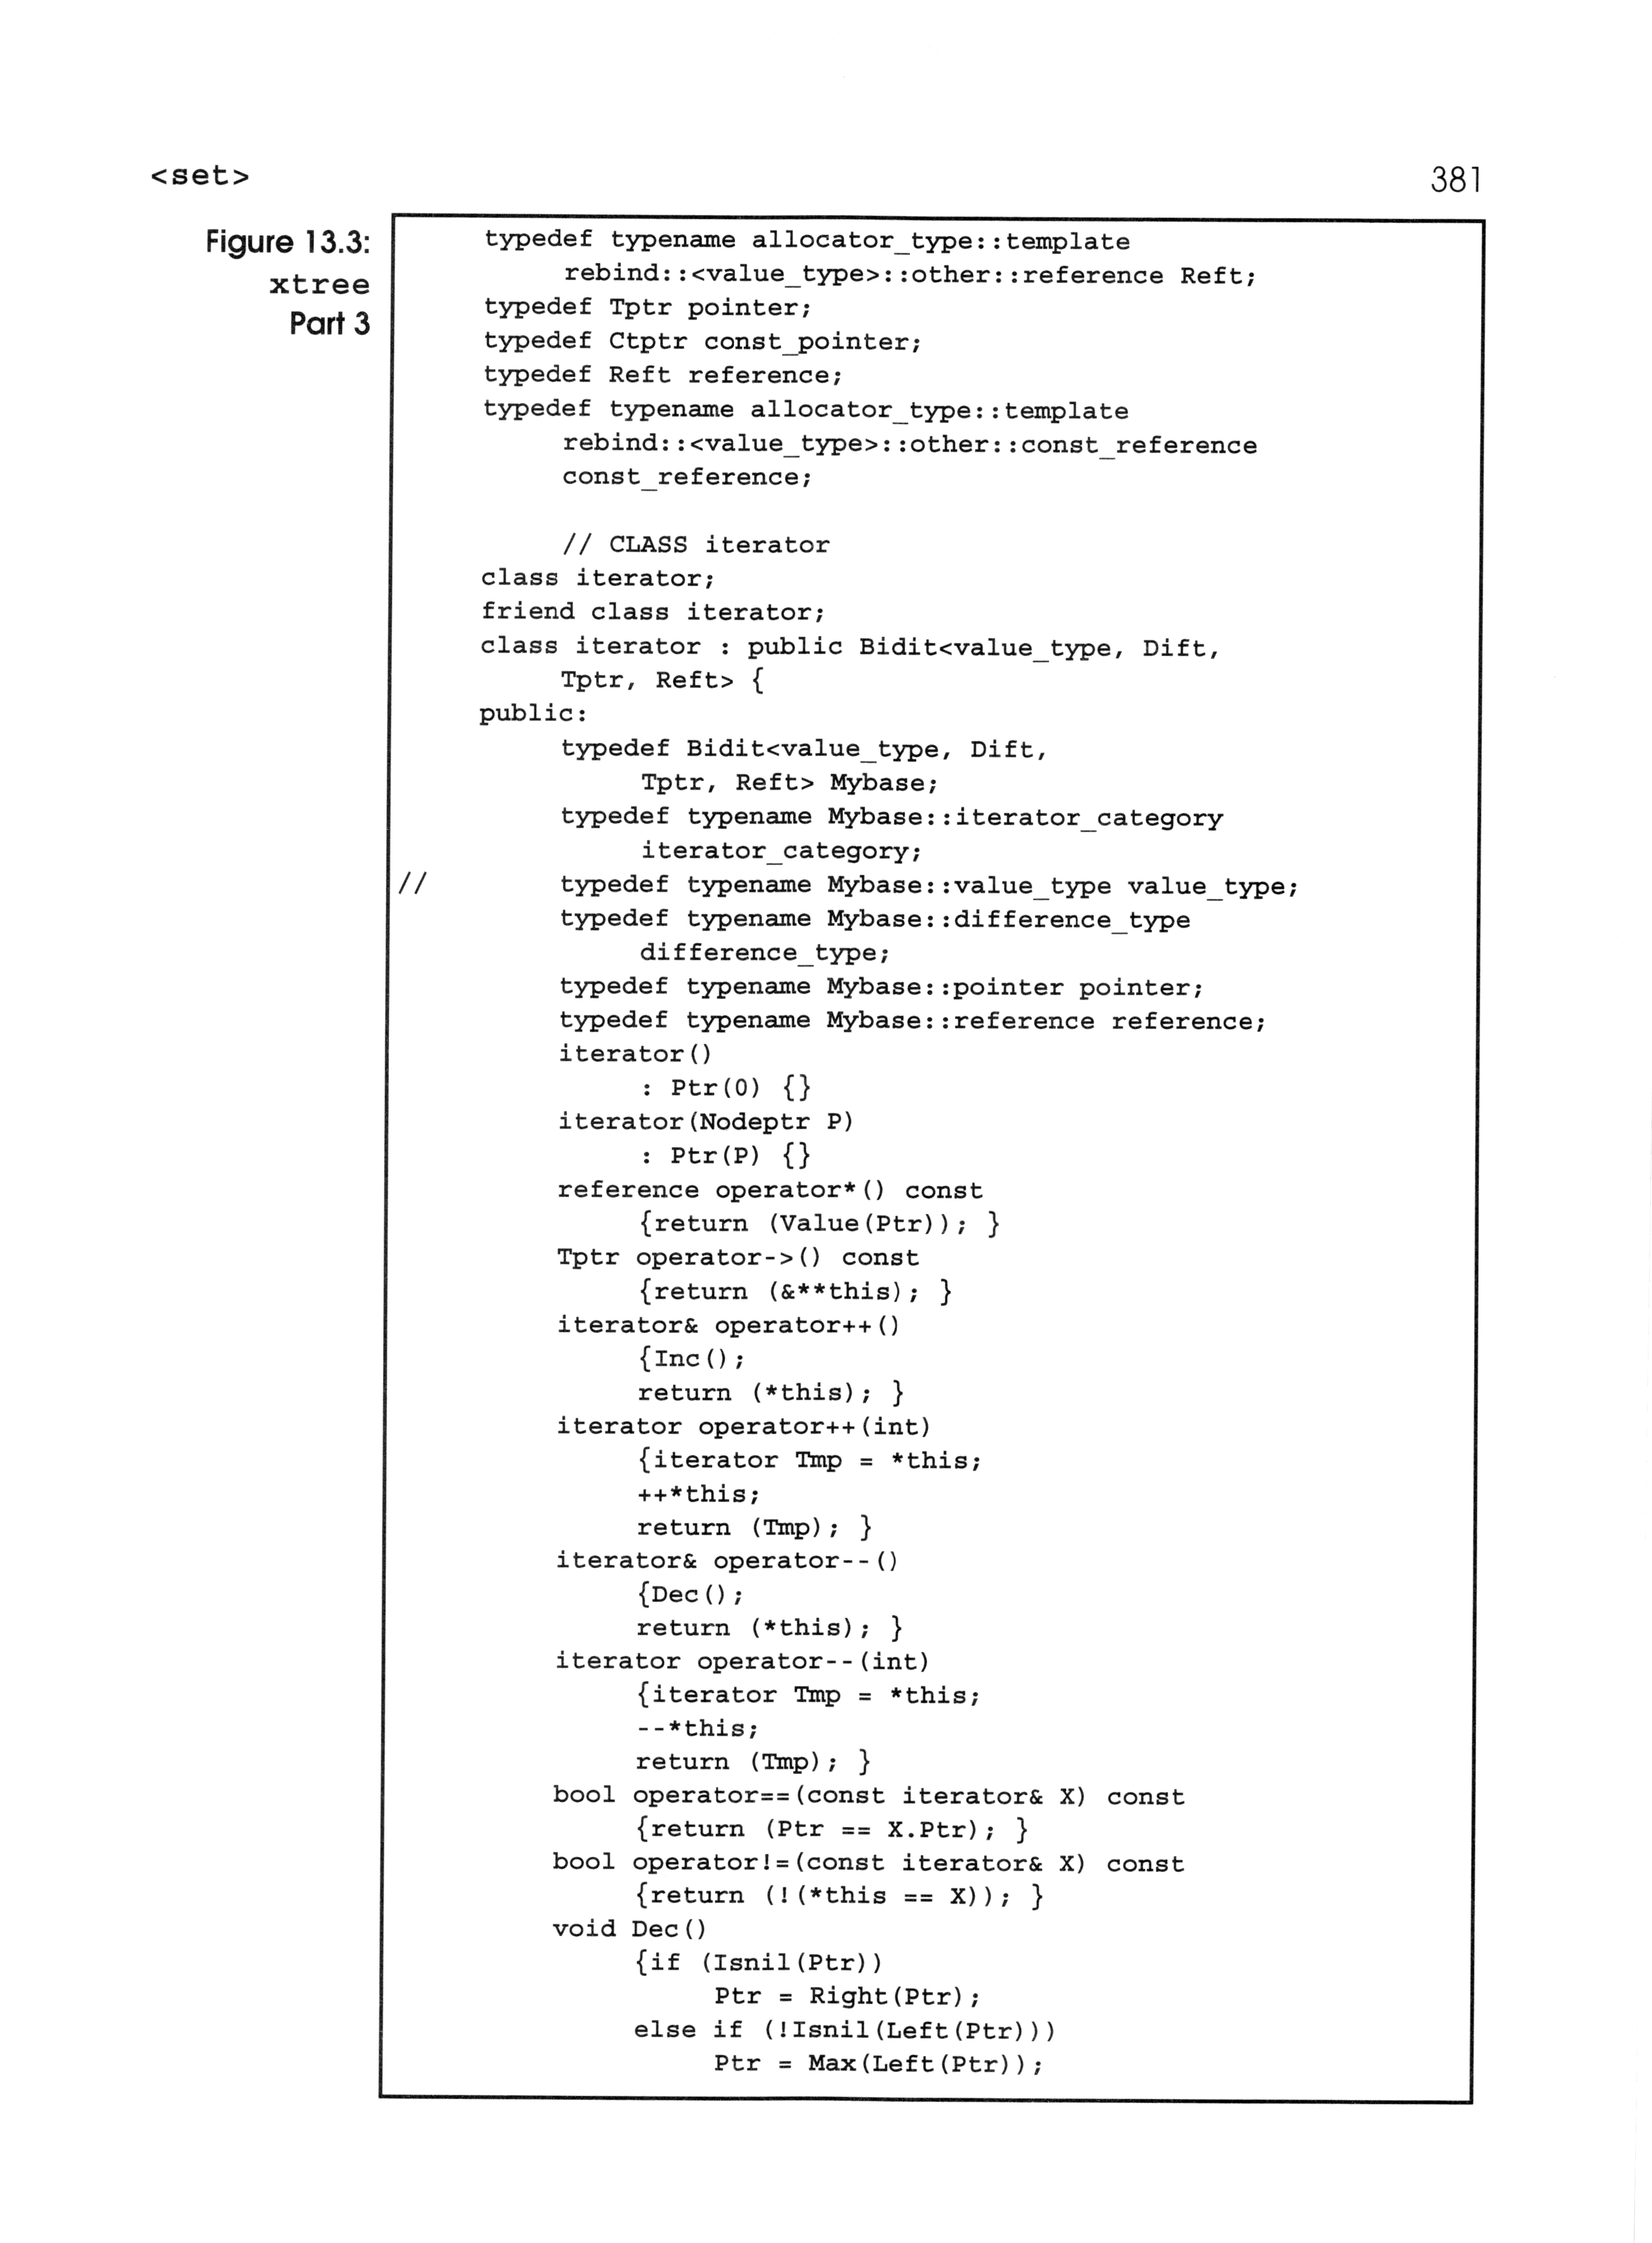 <set>
381
Figure 13.3:
xtree
Part 3
typedef typename allocator_type::template
rebind::<value_type>::other::reference Reft;
typedef Tptr pointer;
typedef Ctptr const_pointer;
typedef Reft reference;
typedef typename allocator_type::template
rebind::<value_type>::other::const_reference
const_reference;
// CLASS iterator
class iterator;
friend class iterator;
class iterator : public Bidit<value_type, Dift,
Tptr, Reft> {
public:
typedef Bidit<value_type, Dift,
Tptr, Reft> Mybase;
typedef typename Mybase::iterator_category
iterator_category;
// typedef typename Mybase::value_type value_type;
typedef typename Mybase::difference_type
difference_type;
typedef typename Mybase::pointer pointer;
typedef typename Mybase::reference reference;
iterator()
: Ptr(0) {}
iterator(Nodeptr P)
: Ptr(P) {}
reference operator*() const
{return (Value(Ptr)); }
Tptr operator->() const
{return (&**this); }
iterator& operator++()
{Inc();
return (*this); }
iterator operator++(int)
{iterator Tmp = *this;
++*this;
return (Tmp); }
iterator& operator--()
{Dec();
return (*this); }
iterator operator--(int)
{iterator Tmp = *this;
--*this;
return (Tmp); }
bool operator==(const iterator& X) const
{return (Ptr == X.Ptr); }
bool operator!=(const iterator& X) const
{return (!(*this == X)); }
void Dec()
{if (Isnil(Ptr))
Ptr = Right(Ptr);
else if (!Isnil(Left(Ptr)))
Ptr = Max(Left(Ptr));